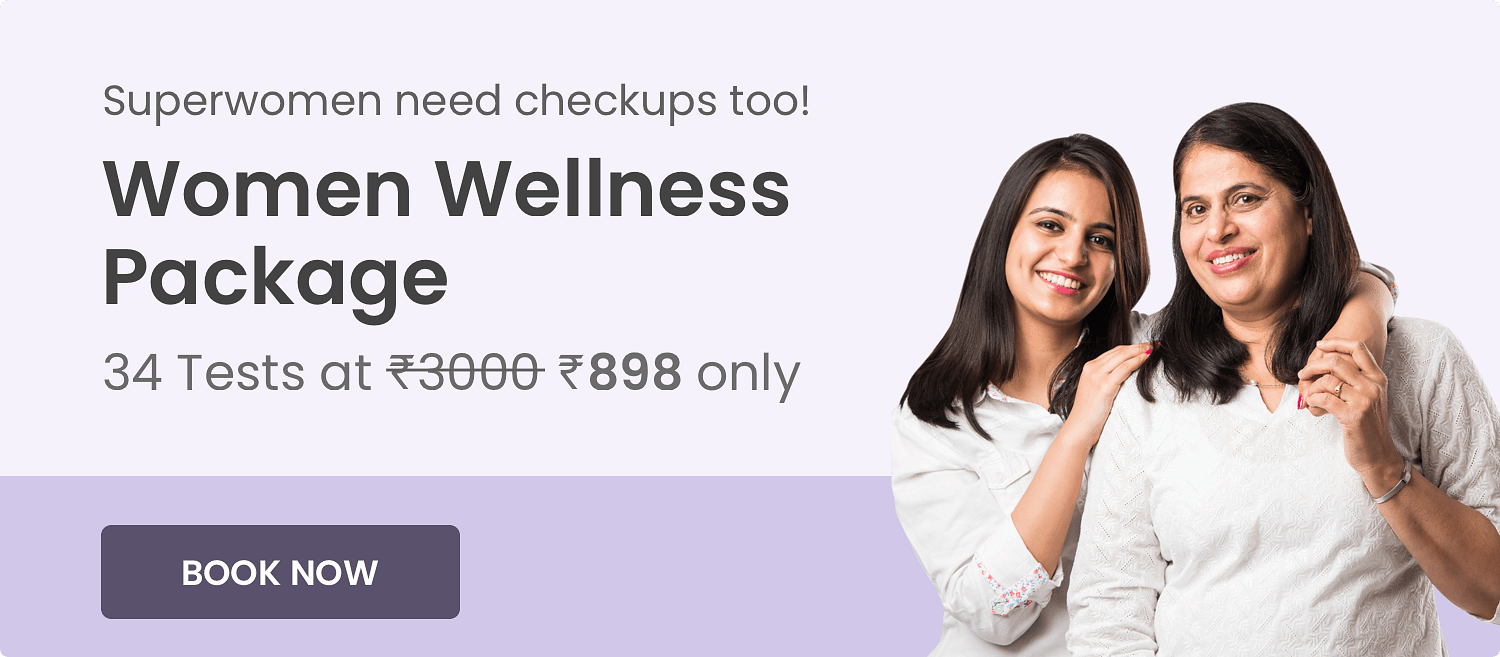 Superwomen need checkups too!
Women Wellness
Package
34 Tests at ₹3000 ₹898 only
BOOK NOW